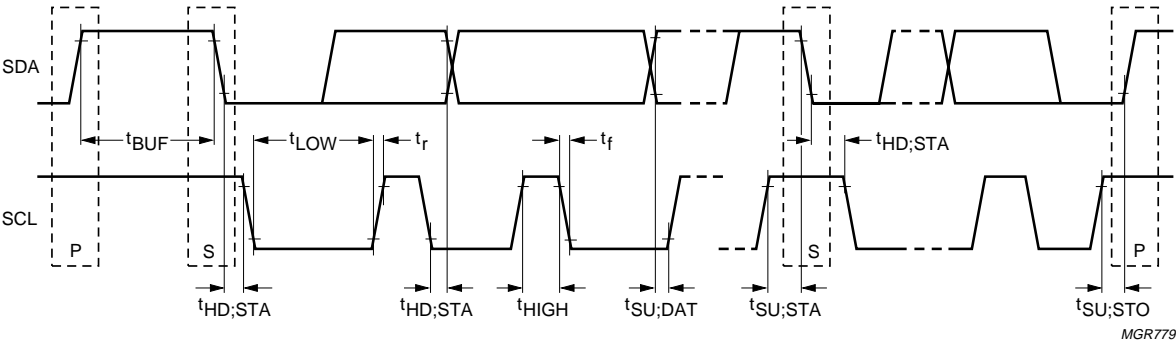 SDA
tBUF
tLOW
tr
tf
tHD;STA
SCL
P
S
S
P
tHD;STA
tHD;STA
tHIGH
tSU;DAT
tSU;STA
tSU;STO
MGR779